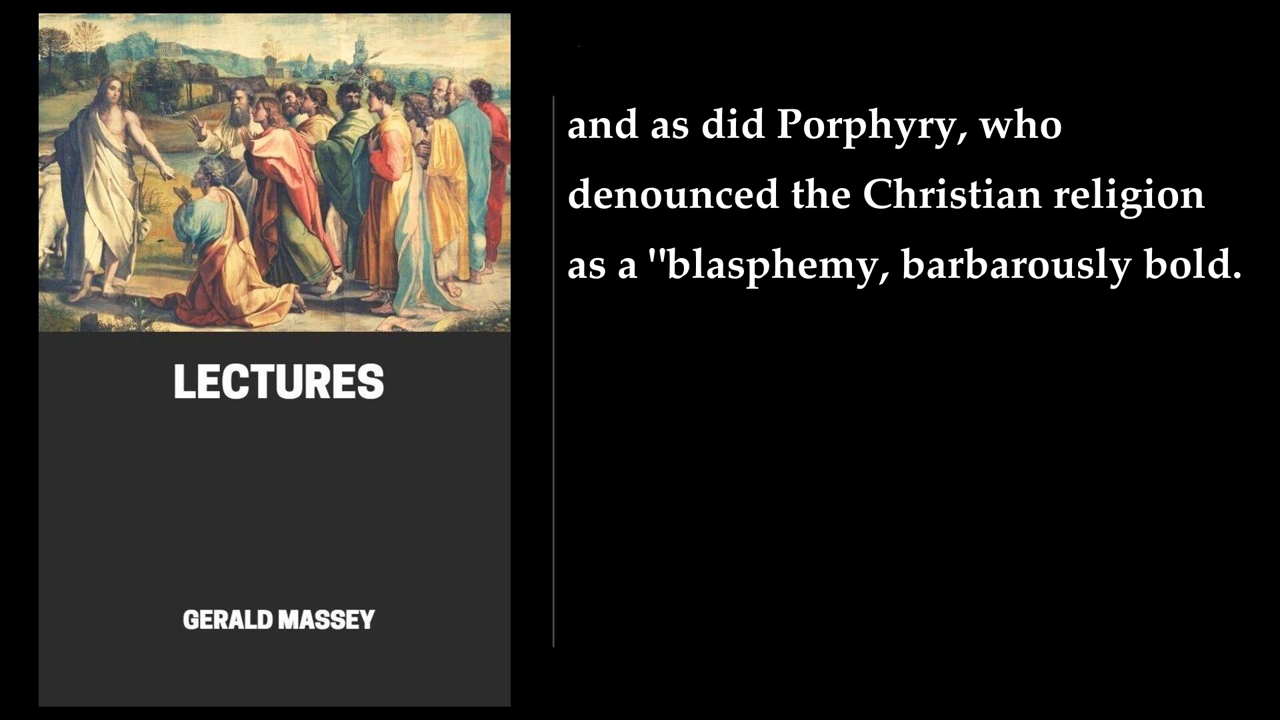 LECTURES
GERALD MASSEY
and as did Porphyry, who
denounced the Christian religion
as a "blasphemy, barbarously bold.